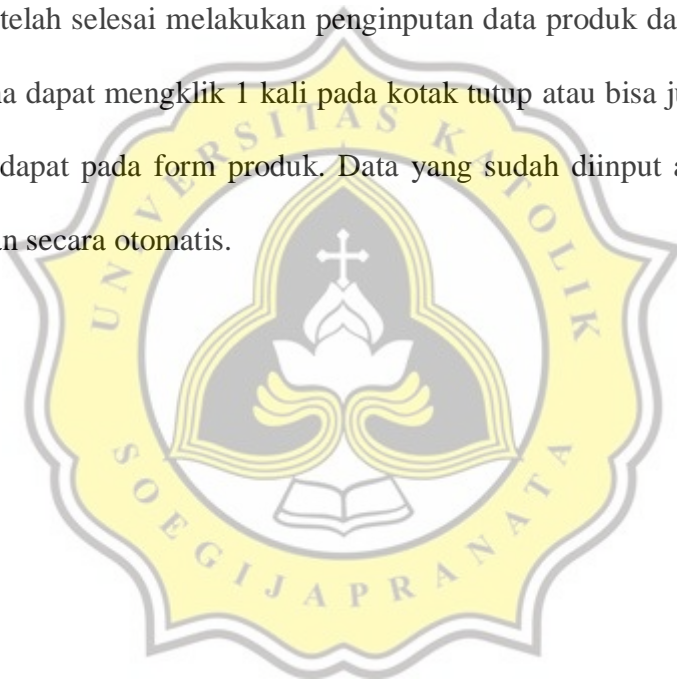 telah selesai melakukan penginputan data produk da
a dapat mengklik 1 kali pada kotak tutup atau bisa ju
dapat pada form produk. Data yang sudah diinput a
n secara otomatis.
UNIVERSITAS KATOLIK
SOEGIJAPRANATA